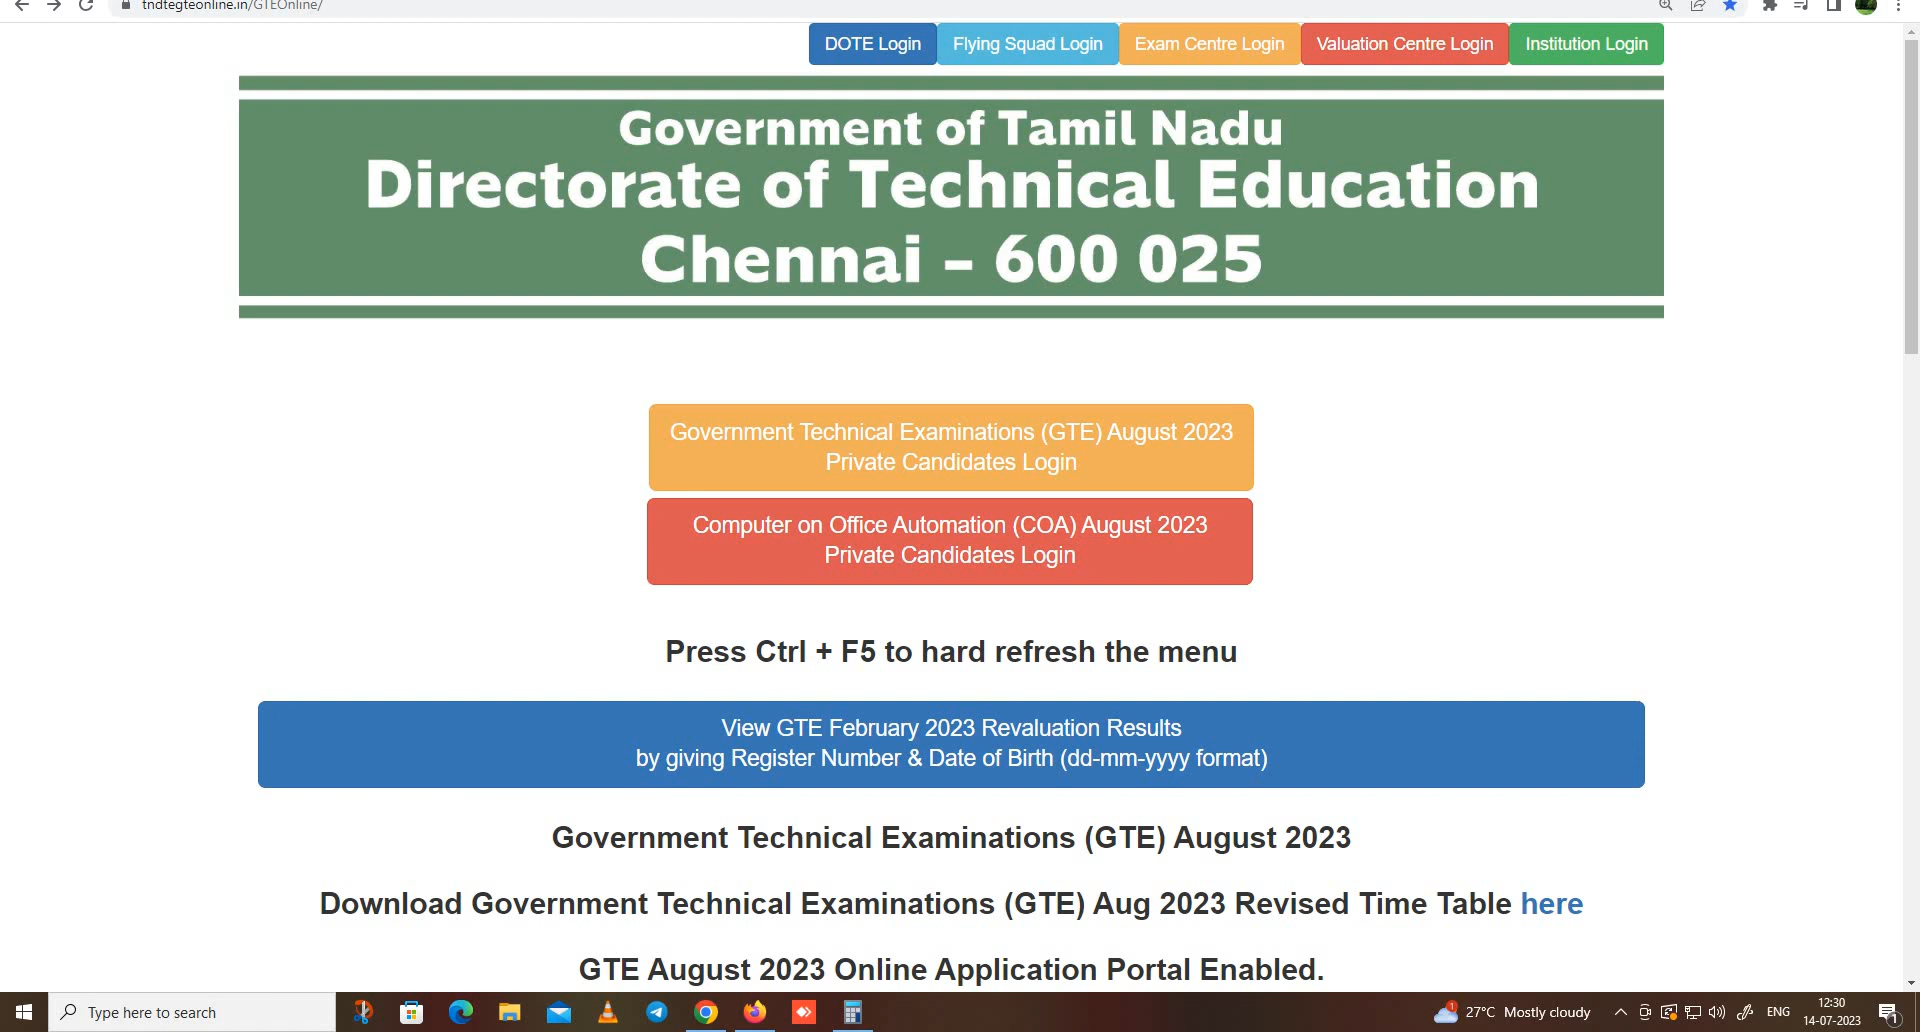 tndtegteonline.in/GTEOnline/
DOTE Login
Flying Squad Login
Exam Centre Login
Valuation Centre Login
Institution Login
Government of Tamil Nadu
Directorate of Technical Education
Chennai – 600 025
Government Technical Examinations (GTE) August 2023
Private Candidates Login
Computer on Office Automation (COA) August 2023
Private Candidates Login
Press Ctrl + F5 to hard refresh the menu
View GTE February 2023 Revaluation Results
by giving Register Number & Date of Birth (dd-mm-yyyy format)
Government Technical Examinations (GTE) August 2023
Download Government Technical Examinations (GTE) Aug 2023 Revised Time Table here
GTE August 2023 Online Application Portal Enabled.
Type here to search
1
27°C Mostly cloudy
ENG
12:30
14-07-2023
1